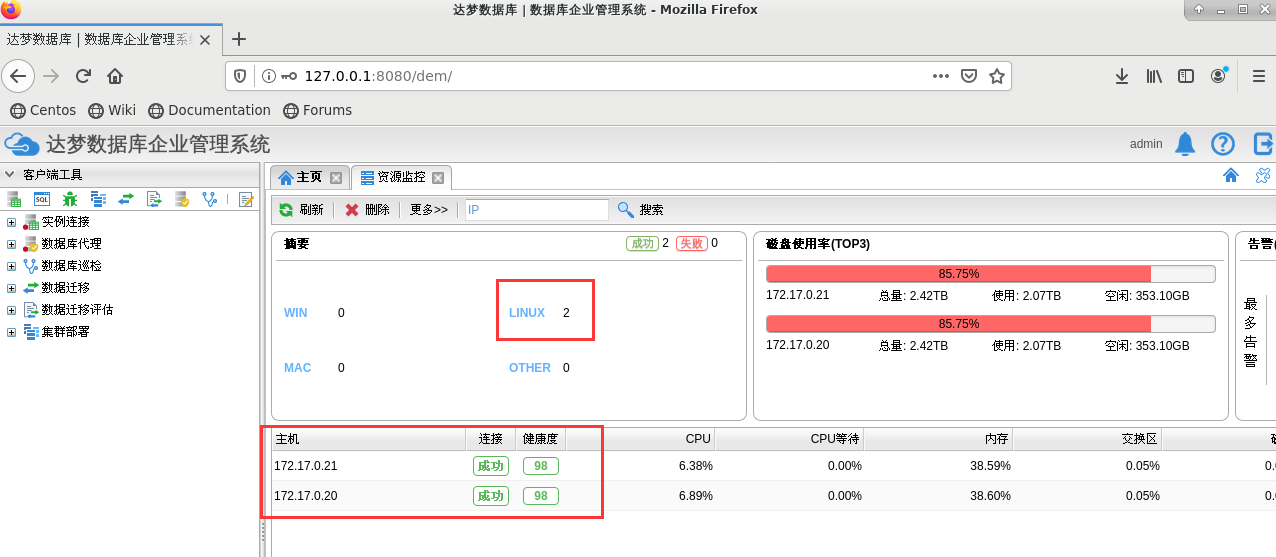 达梦数据库 | 数据库企业管理系统 - Mozilla Firefox
达梦数据库 | 数据库企业管理系
127.0.0.1:8080/dem/
Centos Wiki Documentation Forums
达梦数据库企业管理系统 admin
客户端工具
SQL
实例连接
数据库代理
数据库巡检
数据迁移
数据迁移评估
集群部署
主页 资源监控
刷新 删除 更多>> IP 搜索
摘要 成功 2 失败 0
WIN 0 LINUX 2
MAC 0 OTHER 0
磁盘使用率(TOP3)
85.75%
172.17.0.21 总量: 2.42TB 使用: 2.07TB 空闲: 353.10GB
85.75%
172.17.0.20 总量: 2.42TB 使用: 2.07TB 空闲: 353.10GB
告警(
最多告警
主机 连接 健康度 CPU CPU等待 内存 交换区
172.17.0.21 成功 98 6.38% 0.00% 38.59% 0.05% 0.
172.17.0.20 成功 98 6.89% 0.00% 38.60% 0.05% 0.